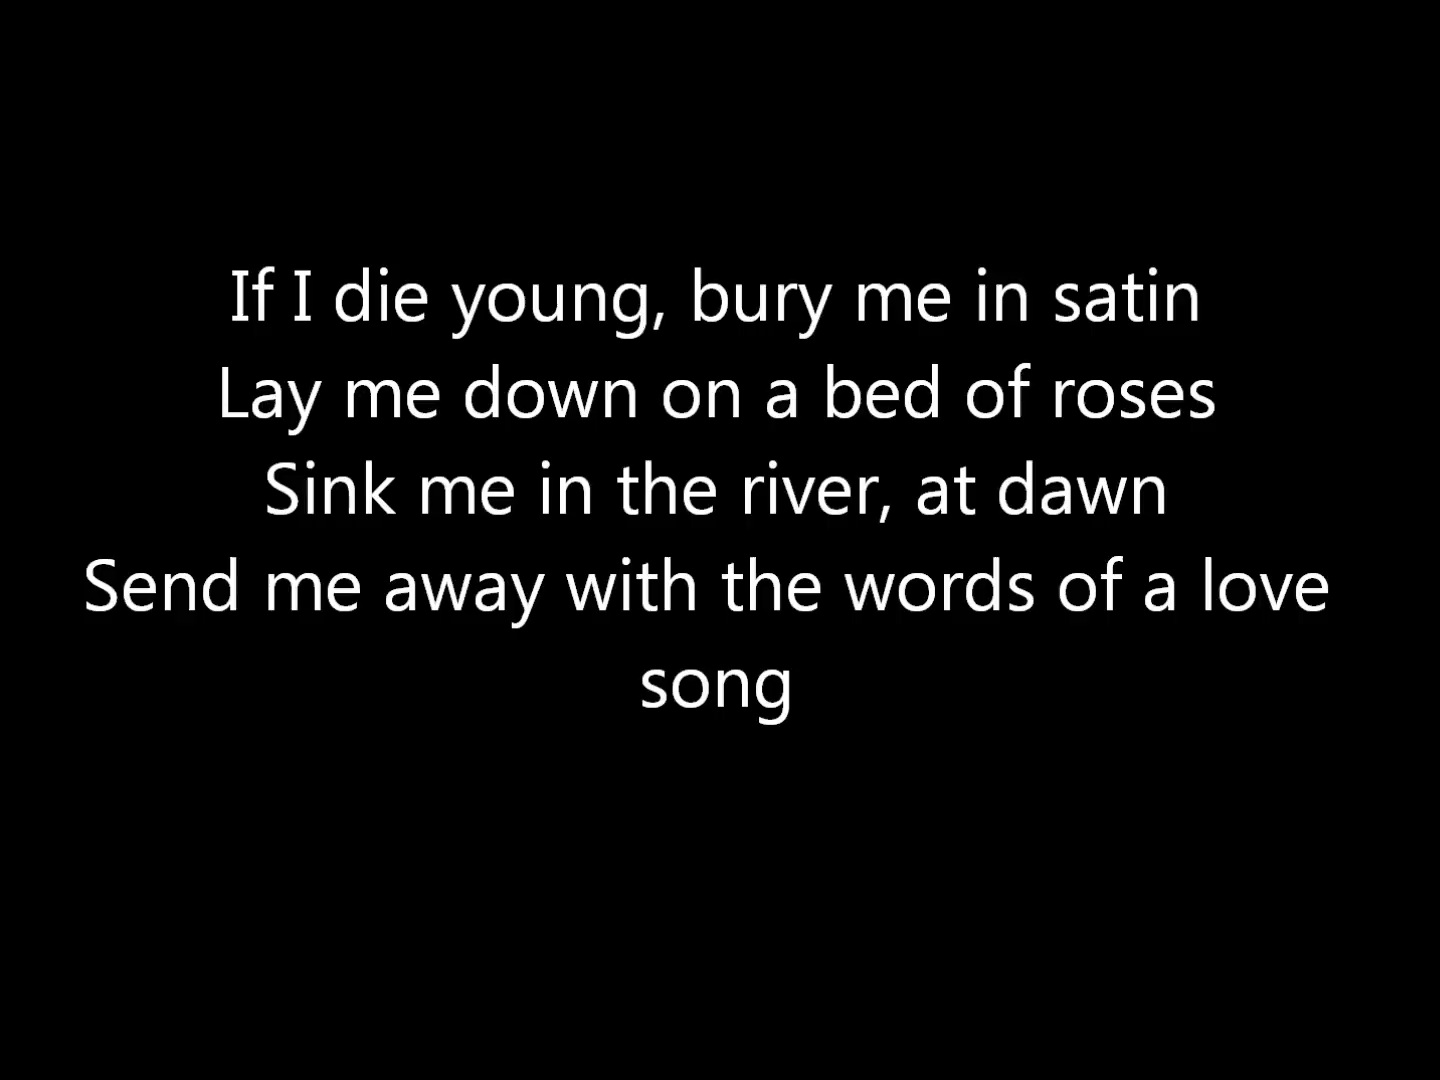 If I die young, bury me in satin
Lay me down on a bed of roses
Sink me in the river, at dawn
Send me away with the words of a love
song